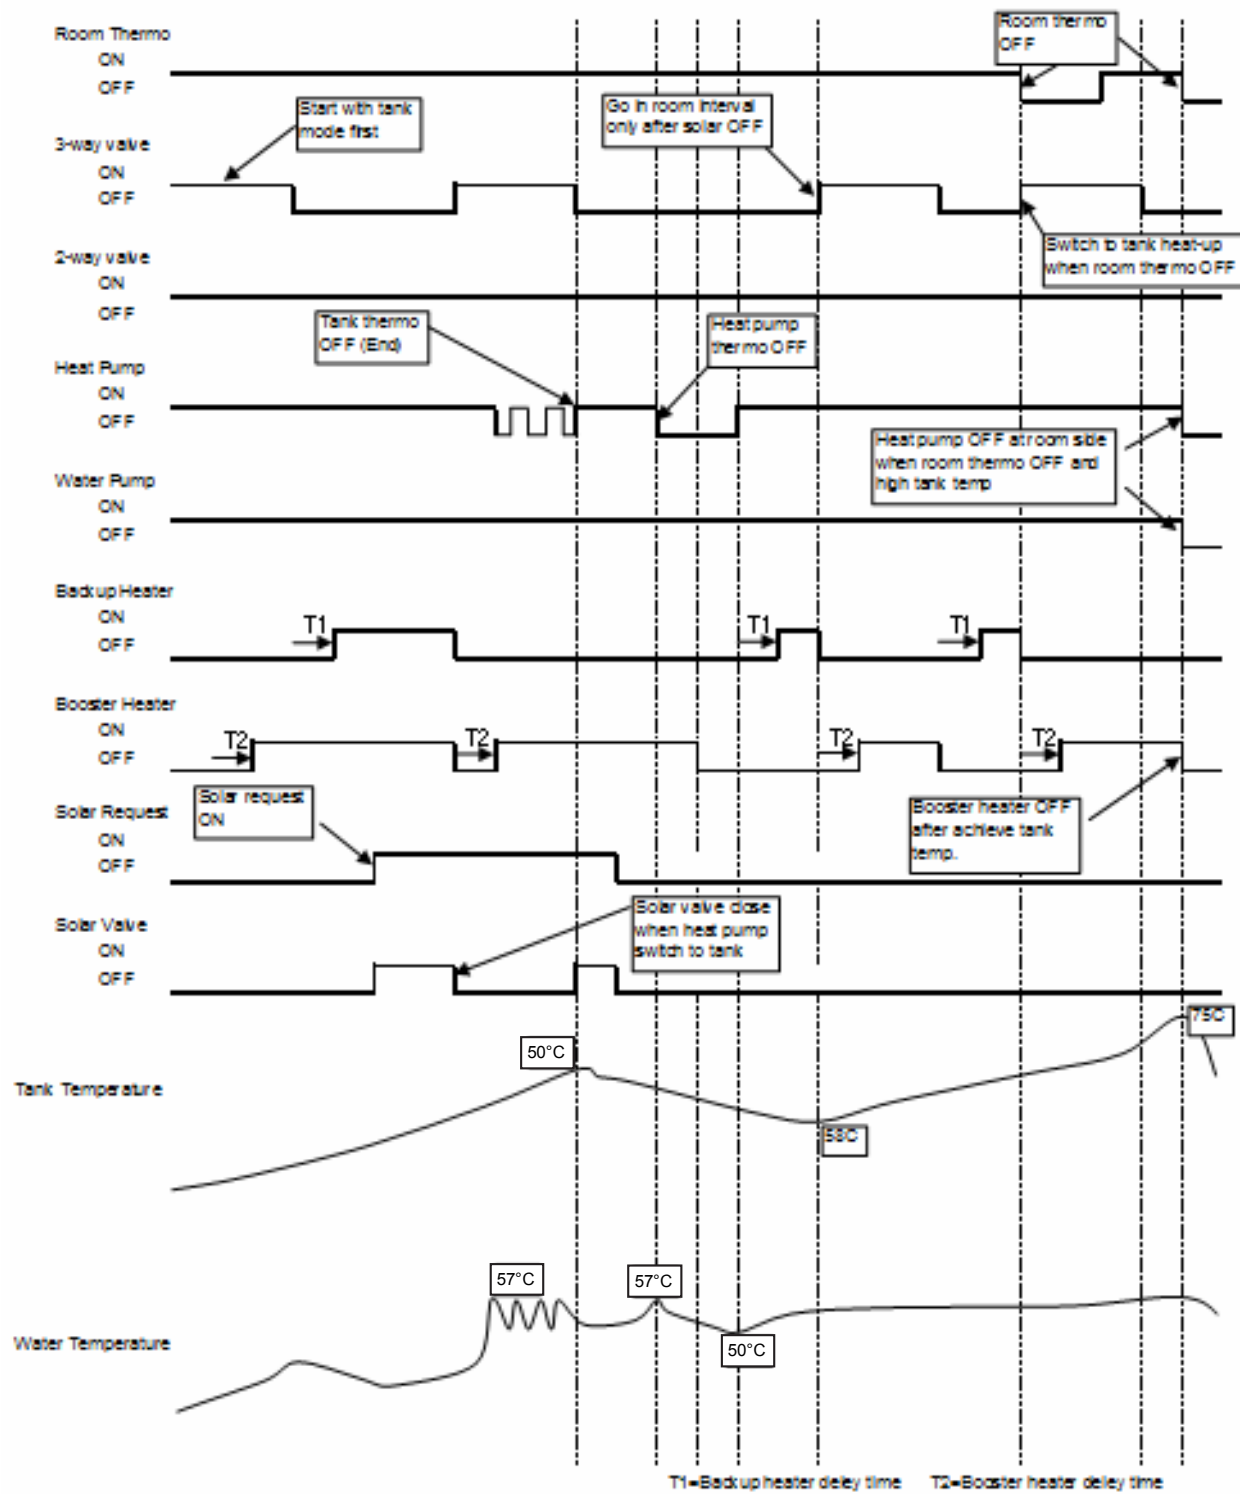 Room Thermo
ON
OFF
Room thermo
OFF
Start with tank
mode first
Go in room interval
only after solar OFF
3-way valve
ON
OFF
Switch to tank heat-up
when room thermo OFF
2-way valve
ON
OFF
Tank thermo
OFF (End)
Heat pump
thermo OFF
Heat Pump
ON
OFF
Heat pump OFF at room side
when room thermo OFF and
high tank temp
Water Pump
ON
OFF
Backup Heater
ON
OFF
T1
T1
T1
Booster Heater
ON
OFF
T2
T2
T2
T2
Solar request
ON
Booster heater OFF
after achieve tank
temp.
Solar Request
ON
OFF
Solar valve close
when heat pump
switch to tank
Solar Valve
ON
OFF
75C
50°C
Tank Temperature
58C
57°C
57°C
Water Temperature
50°C
T1=Backup heater deley time T2=Booster heater deley time